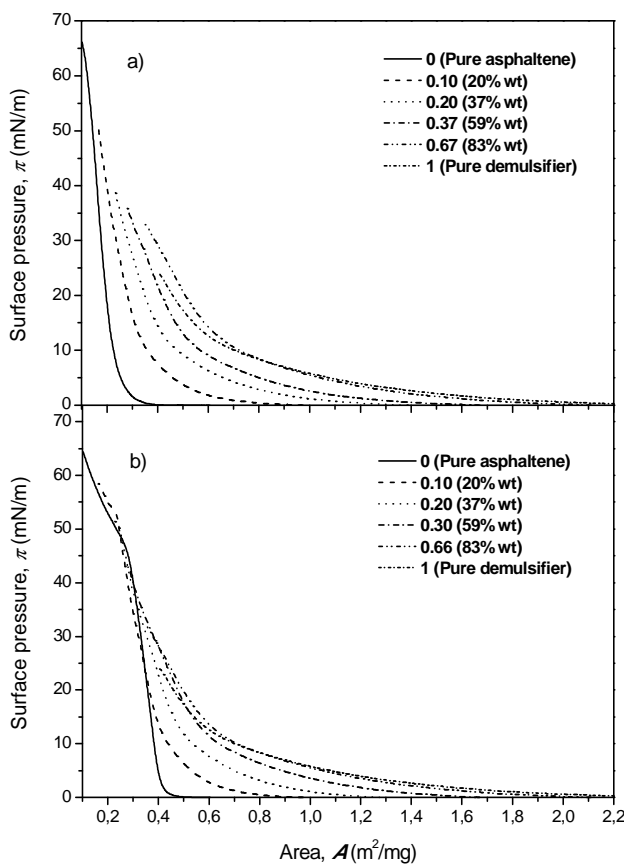 70
60
50
40
30
20
10
0
Surface pressure, π (mN/m)
a)
0 (Pure asphaltene)
0.10 (20% wt)
0.20 (37% wt)
0.37 (59% wt)
0.67 (83% wt)
1 (Pure demulsifier)
70
60
50
40
30
20
10
0
Surface pressure, π (mN/m)
b)
0 (Pure asphaltene)
0.10 (20% wt)
0.20 (37% wt)
0.30 (59% wt)
0.66 (83% wt)
1 (Pure demulsifier)
0,2 0,4 0,6 0,8 1,0 1,2 1,4 1,6 1,8 2,0 2,2
Area, A (m²/mg)